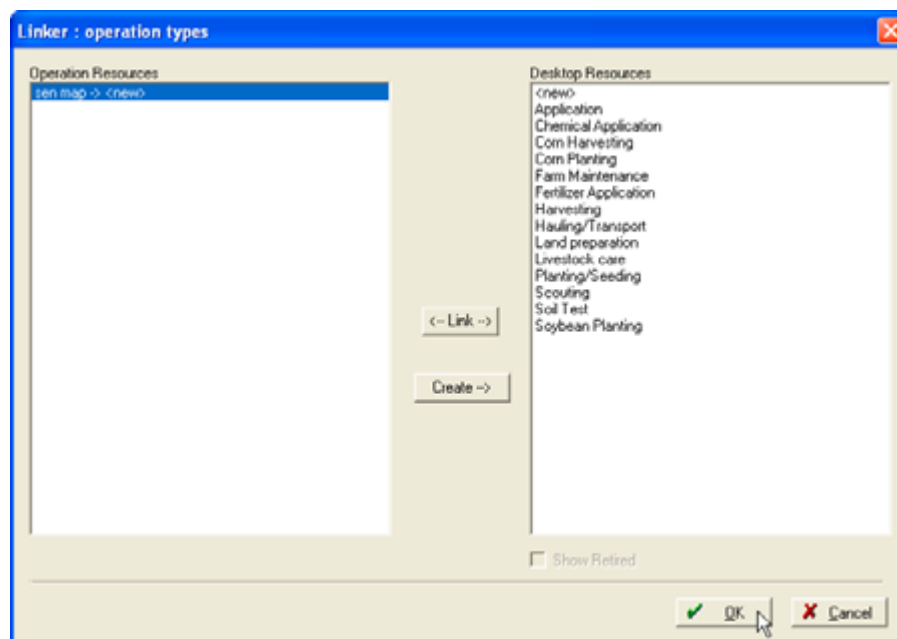 Linker : operation types
Operation Resources
sen map -> <new>
Desktop Resources
<new>
Application
Chemical Application
Corn Harvesting
Corn Planting
Farm Maintenance
Fertilizer Application
Harvesting
Hauling/Transport
Land preparation
Livestock care
Planting/Seeding
Scouting
Soil Test
Soybean Planting
<-- Link -->
Create -->
Show Retired
OK
Cancel